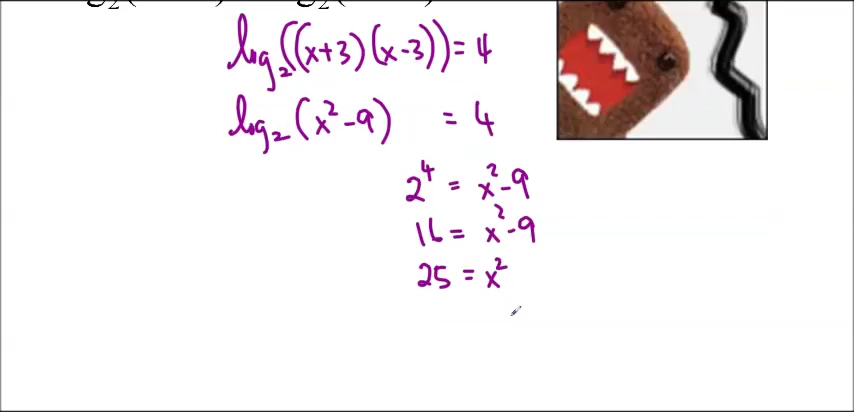 log₂((x+3)(x-3)) = 4
log₂(x²-9) = 4
2⁴ = x²-9
16 = x²-9
25 = x²